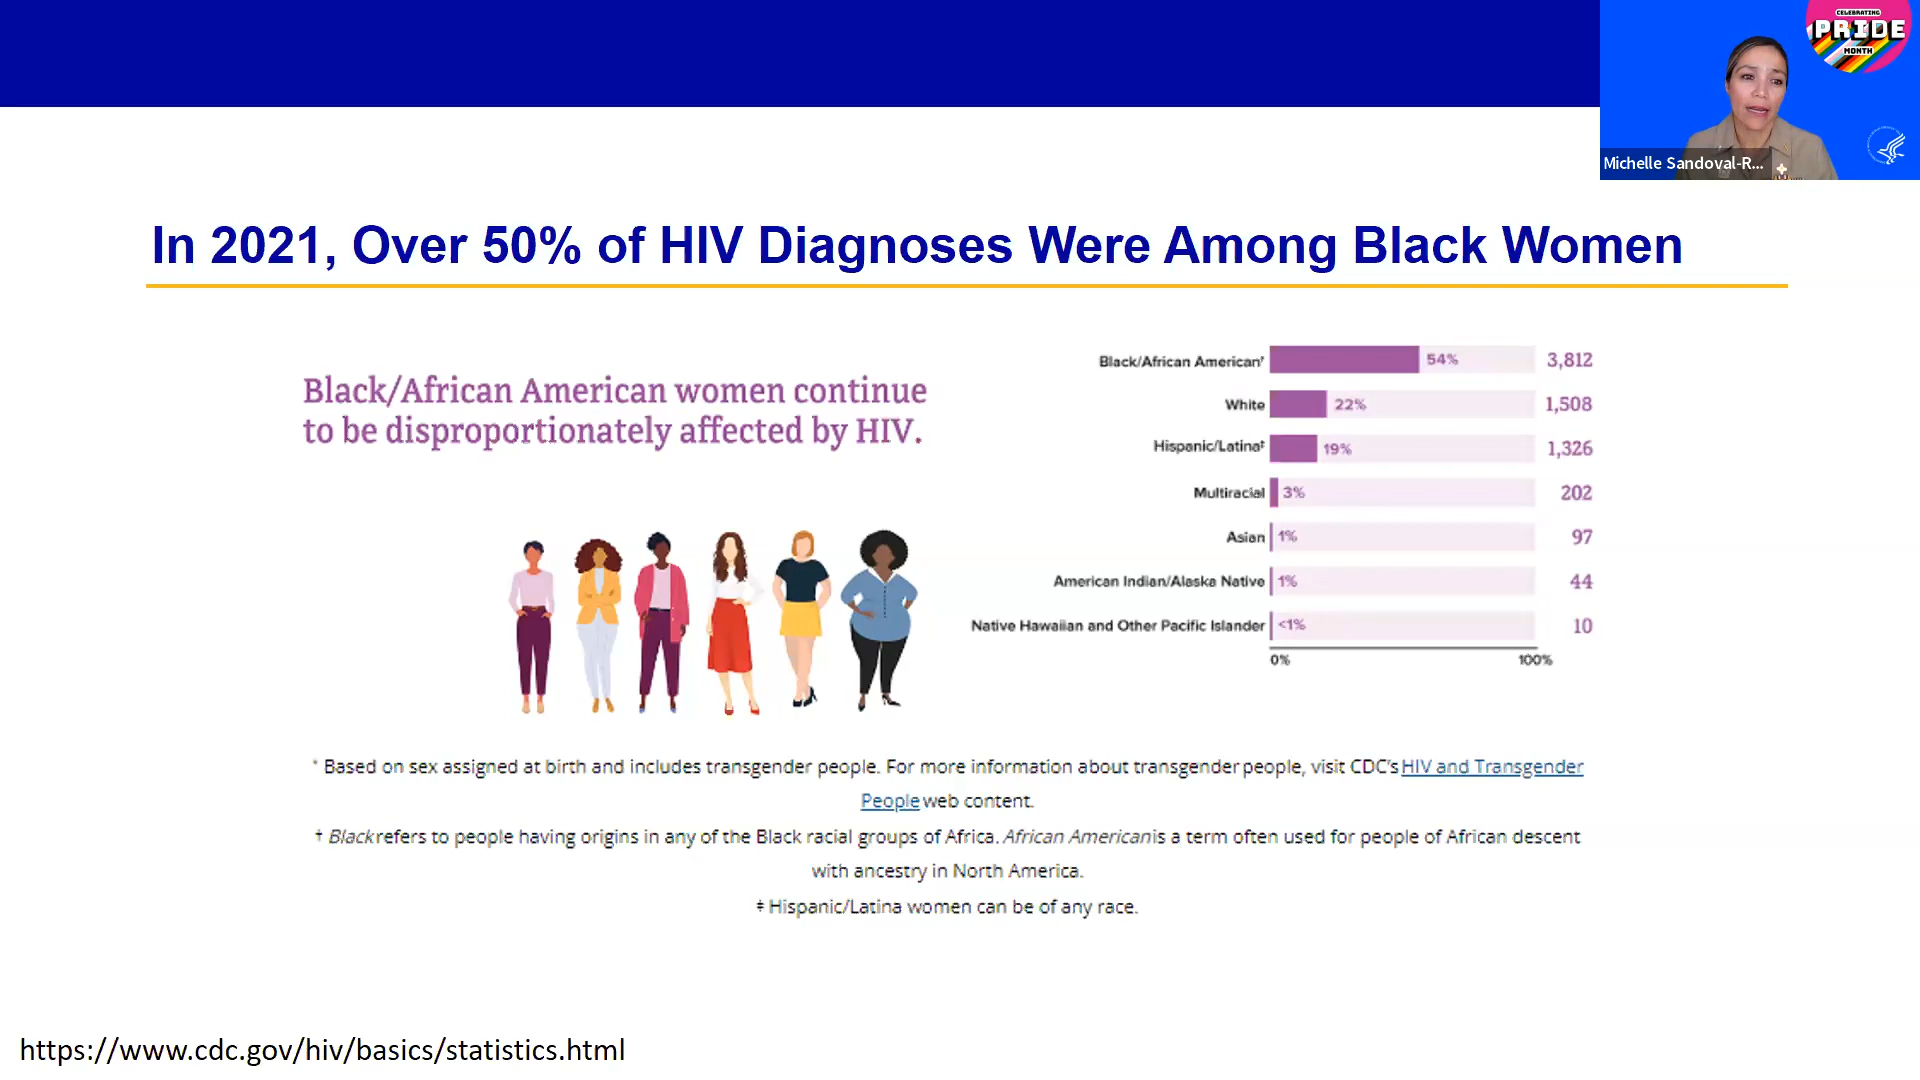 CELEBRATING
PRIDE
MONTH
Michelle Sandoval-R...
In 2021, Over 50% of HIV Diagnoses Were Among Black Women
Black/African American women continue
to be disproportionately affected by HIV.
Black/African American† 54% 3,812
White 22% 1,508
Hispanic/Latina‡ 19% 1,326
Multiracial 3% 202
Asian 1% 97
American Indian/Alaska Native 1% 44
Native Hawaiian and Other Pacific Islander <1% 10
0% 100%
* Based on sex assigned at birth and includes transgender people. For more information about transgender people, visit CDC's HIV and Transgender
People web content.
† Black refers to people having origins in any of the Black racial groups of Africa. African American is a term often used for people of African descent
with ancestry in North America.
‡ Hispanic/Latina women can be of any race.
https://www.cdc.gov/hiv/basics/statistics.html